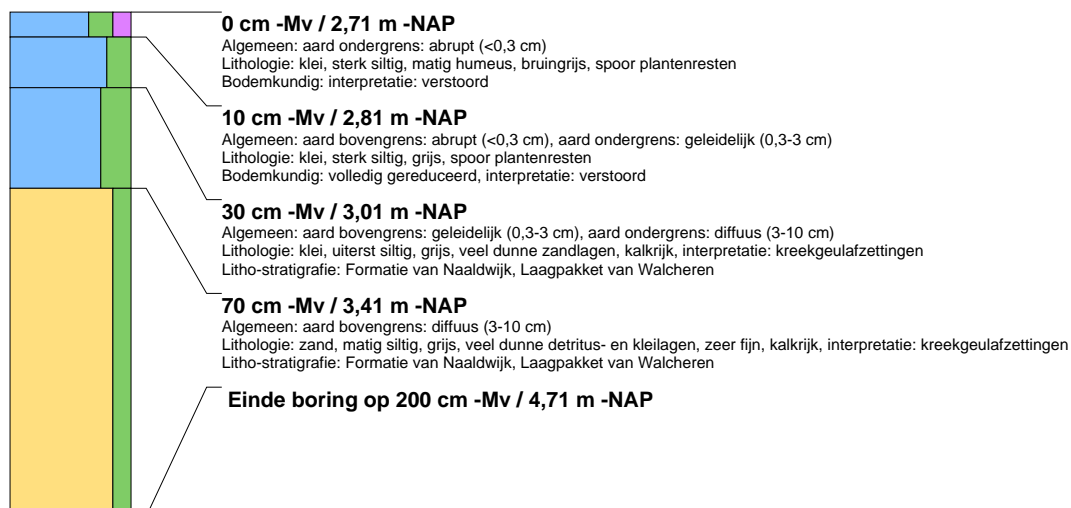 0 cm -Mv / 2,71 m -NAP
Algemeen: aard ondergrens: abrupt (<0,3 cm)
Lithologie: klei, sterk siltig, matig humeus, bruingrijs, spoor plantenresten
Bodemkundig: interpretatie: verstoord
10 cm -Mv / 2,81 m -NAP
Algemeen: aard bovengrens: abrupt (<0,3 cm), aard ondergrens: geleidelijk (0,3-3 cm)
Lithologie: klei, sterk siltig, grijs, spoor plantenresten
Bodemkundig: volledig gereduceerd, interpretatie: verstoord
30 cm -Mv / 3,01 m -NAP
Algemeen: aard bovengrens: geleidelijk (0,3-3 cm), aard ondergrens: diffuus (3-10 cm)
Lithologie: klei, uiterst siltig, grijs, veel dunne zandlagen, kalkrijk, interpretatie: kreekgeulafzettingen
Litho-stratigrafie: Formatie van Naaldwijk, Laagpakket van Walcheren
70 cm -Mv / 3,41 m -NAP
Algemeen: aard bovengrens: diffuus (3-10 cm)
Lithologie: zand, matig siltig, grijs, veel dunne detritus- en kleilagen, zeer fijn, kalkrijk, interpretatie: kreekgeulafzettingen
Litho-stratigrafie: Formatie van Naaldwijk, Laagpakket van Walcheren
Einde boring op 200 cm -Mv / 4,71 m -NAP